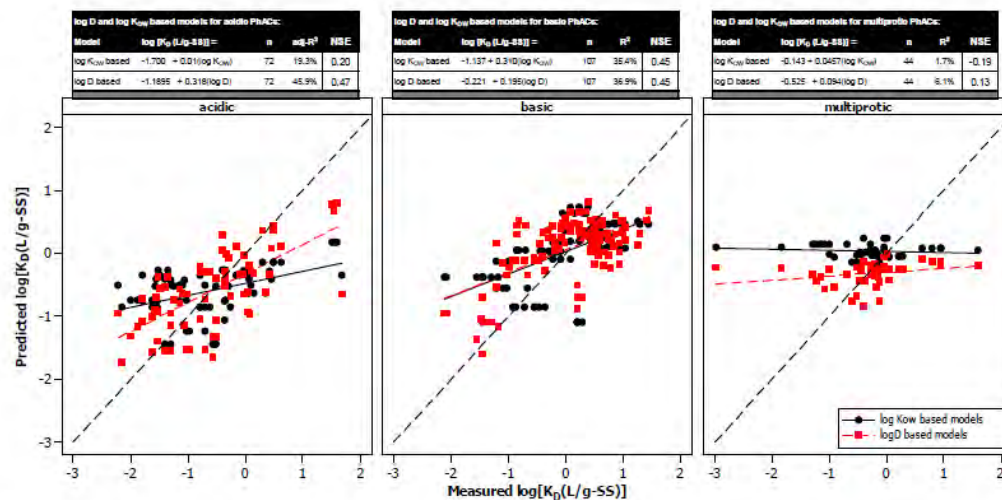 log D and log KOW based models for acidic PhACs:
Model log [KD (L/g-SS)] = n adj-R² NSE
log KOW based -1.700 + 0.01(log KOW) 72 19.3% 0.20
log D based -1.1895 + 0.318(log D) 72 45.9% 0.47
log D and log KOW based models for basic PhACs:
Model log [KD (L/g-SS)] = n R² NSE
log KOW based -1.137 + 0.310(log KOW) 107 35.4% 0.45
log D based -0.221 + 0.195(log D) 107 36.9% 0.45
log D and log KOW based models for multiprotic PhACs:
Model log [KD (L/g-SS)] = n R² NSE
log KOW based -0.143 + 0.0457(log KOW) 44 1.7% -0.19
log D based -0.525 + 0.094(log D) 44 6.1% 0.13
acidic
basic
multiprotic
Predicted log[KD(L/g-SS)]
2
1
0
-1
-2
-3
log Kow based models
logD based models
-3 -2 -1 0 1 2
-3 -2 -1 0 1 2
-3 -2 -1 0 1 2
Measured log[KD(L/g-SS)]